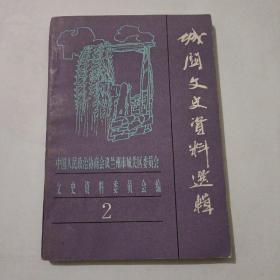 城关文史资料选辑
中国人民政治协商会议兰州市城关区委员会
文史资料委员会编
2